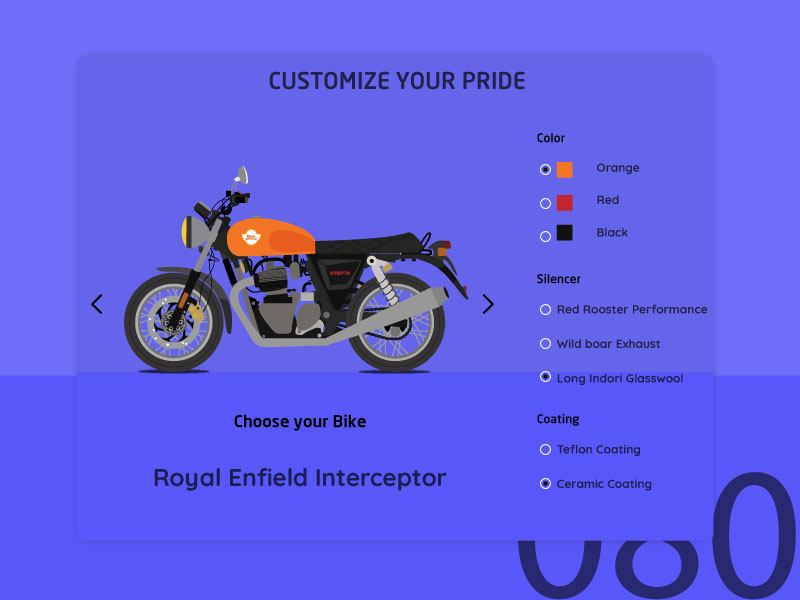 CUSTOMIZE YOUR PRIDE
Color
Orange
Red
Black
Silencer
Red Rooster Performance
Wild boar Exhaust
Long Indori Glasswool
Coating
Teflon Coating
Ceramic Coating
Choose your Bike
Royal Enfield Interceptor
080